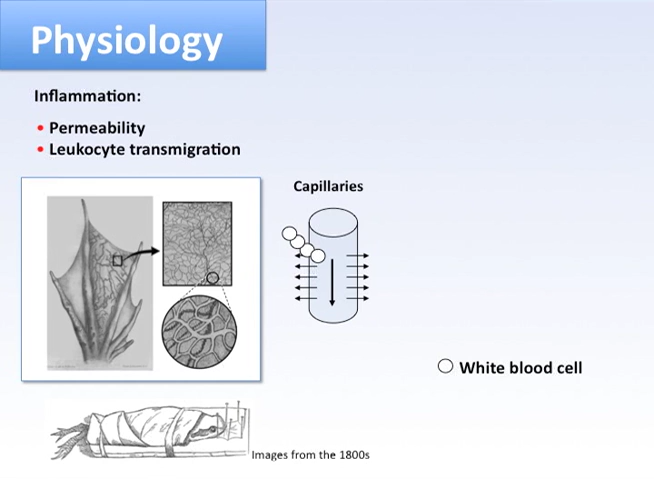 Physiology
Inflammation:
• Permeability
• Leukocyte transmigration
Capillaries
White blood cell
Images from the 1800s